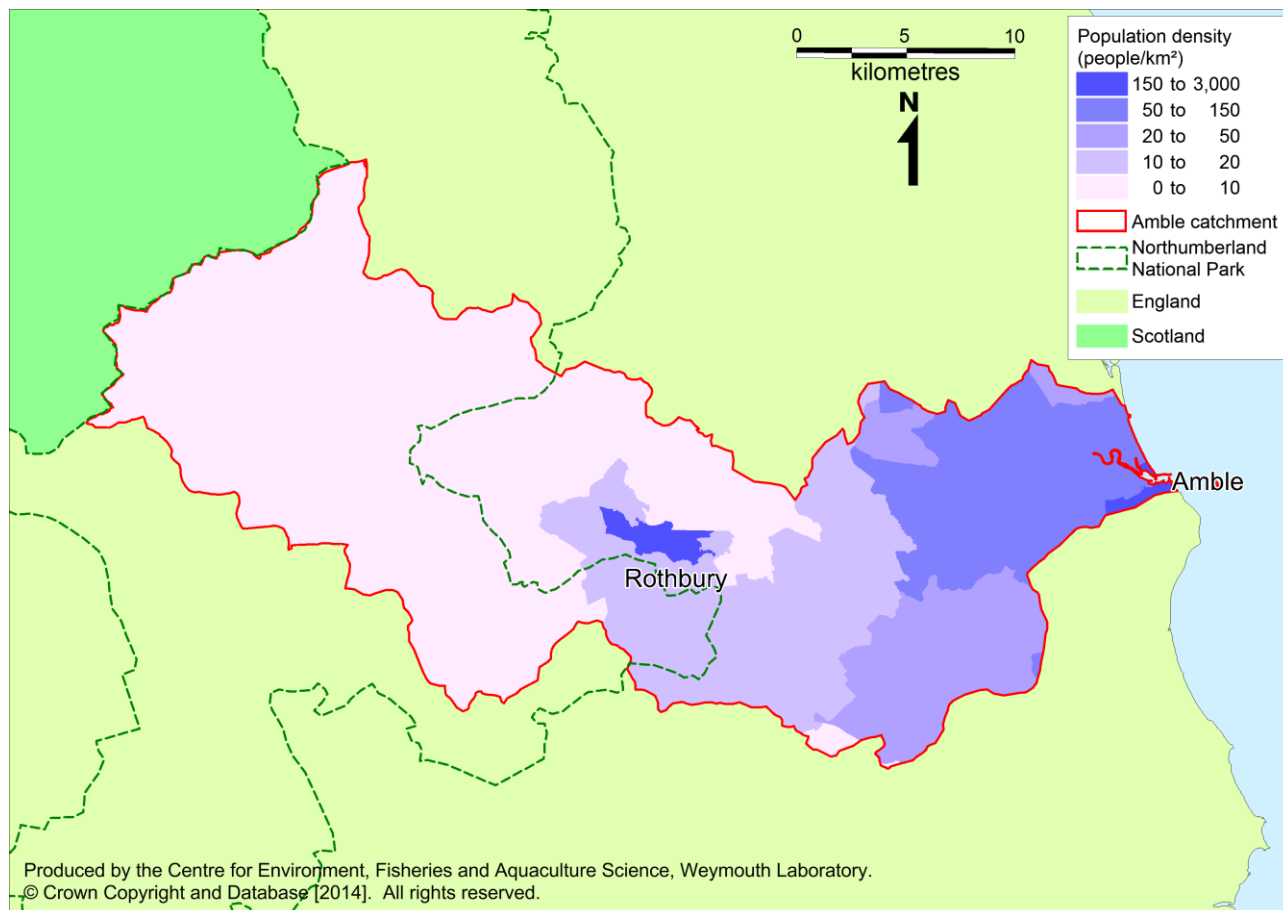 0 5 10
kilometres
N
Population density
(people/km²)
150 to 3,000
50 to 150
20 to 50
10 to 20
0 to 10
Amble catchment
Northumberland
National Park
England
Scotland
Amble
Rothbury
Produced by the Centre for Environment, Fisheries and Aquaculture Science, Weymouth Laboratory.
© Crown Copyright and Database [2014]. All rights reserved.